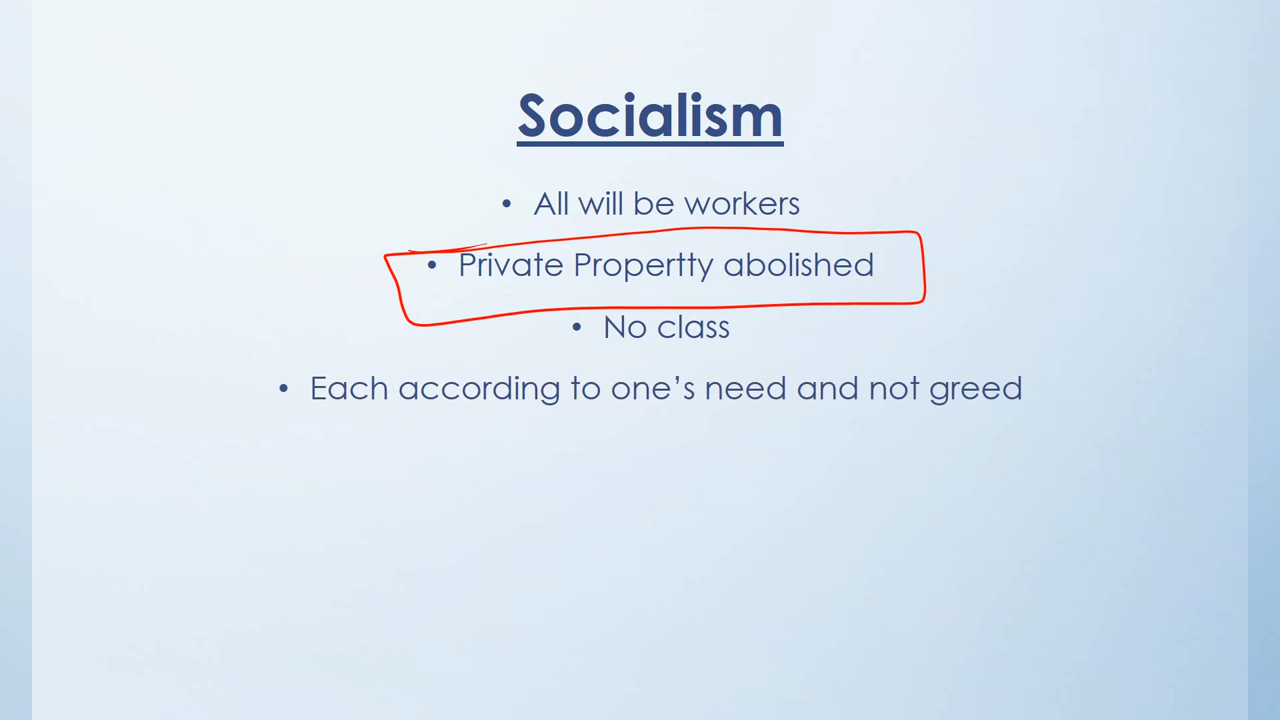 Socialism
• All will be workers
• Private Propertty abolished
• No class
• Each according to one’s need and not greed